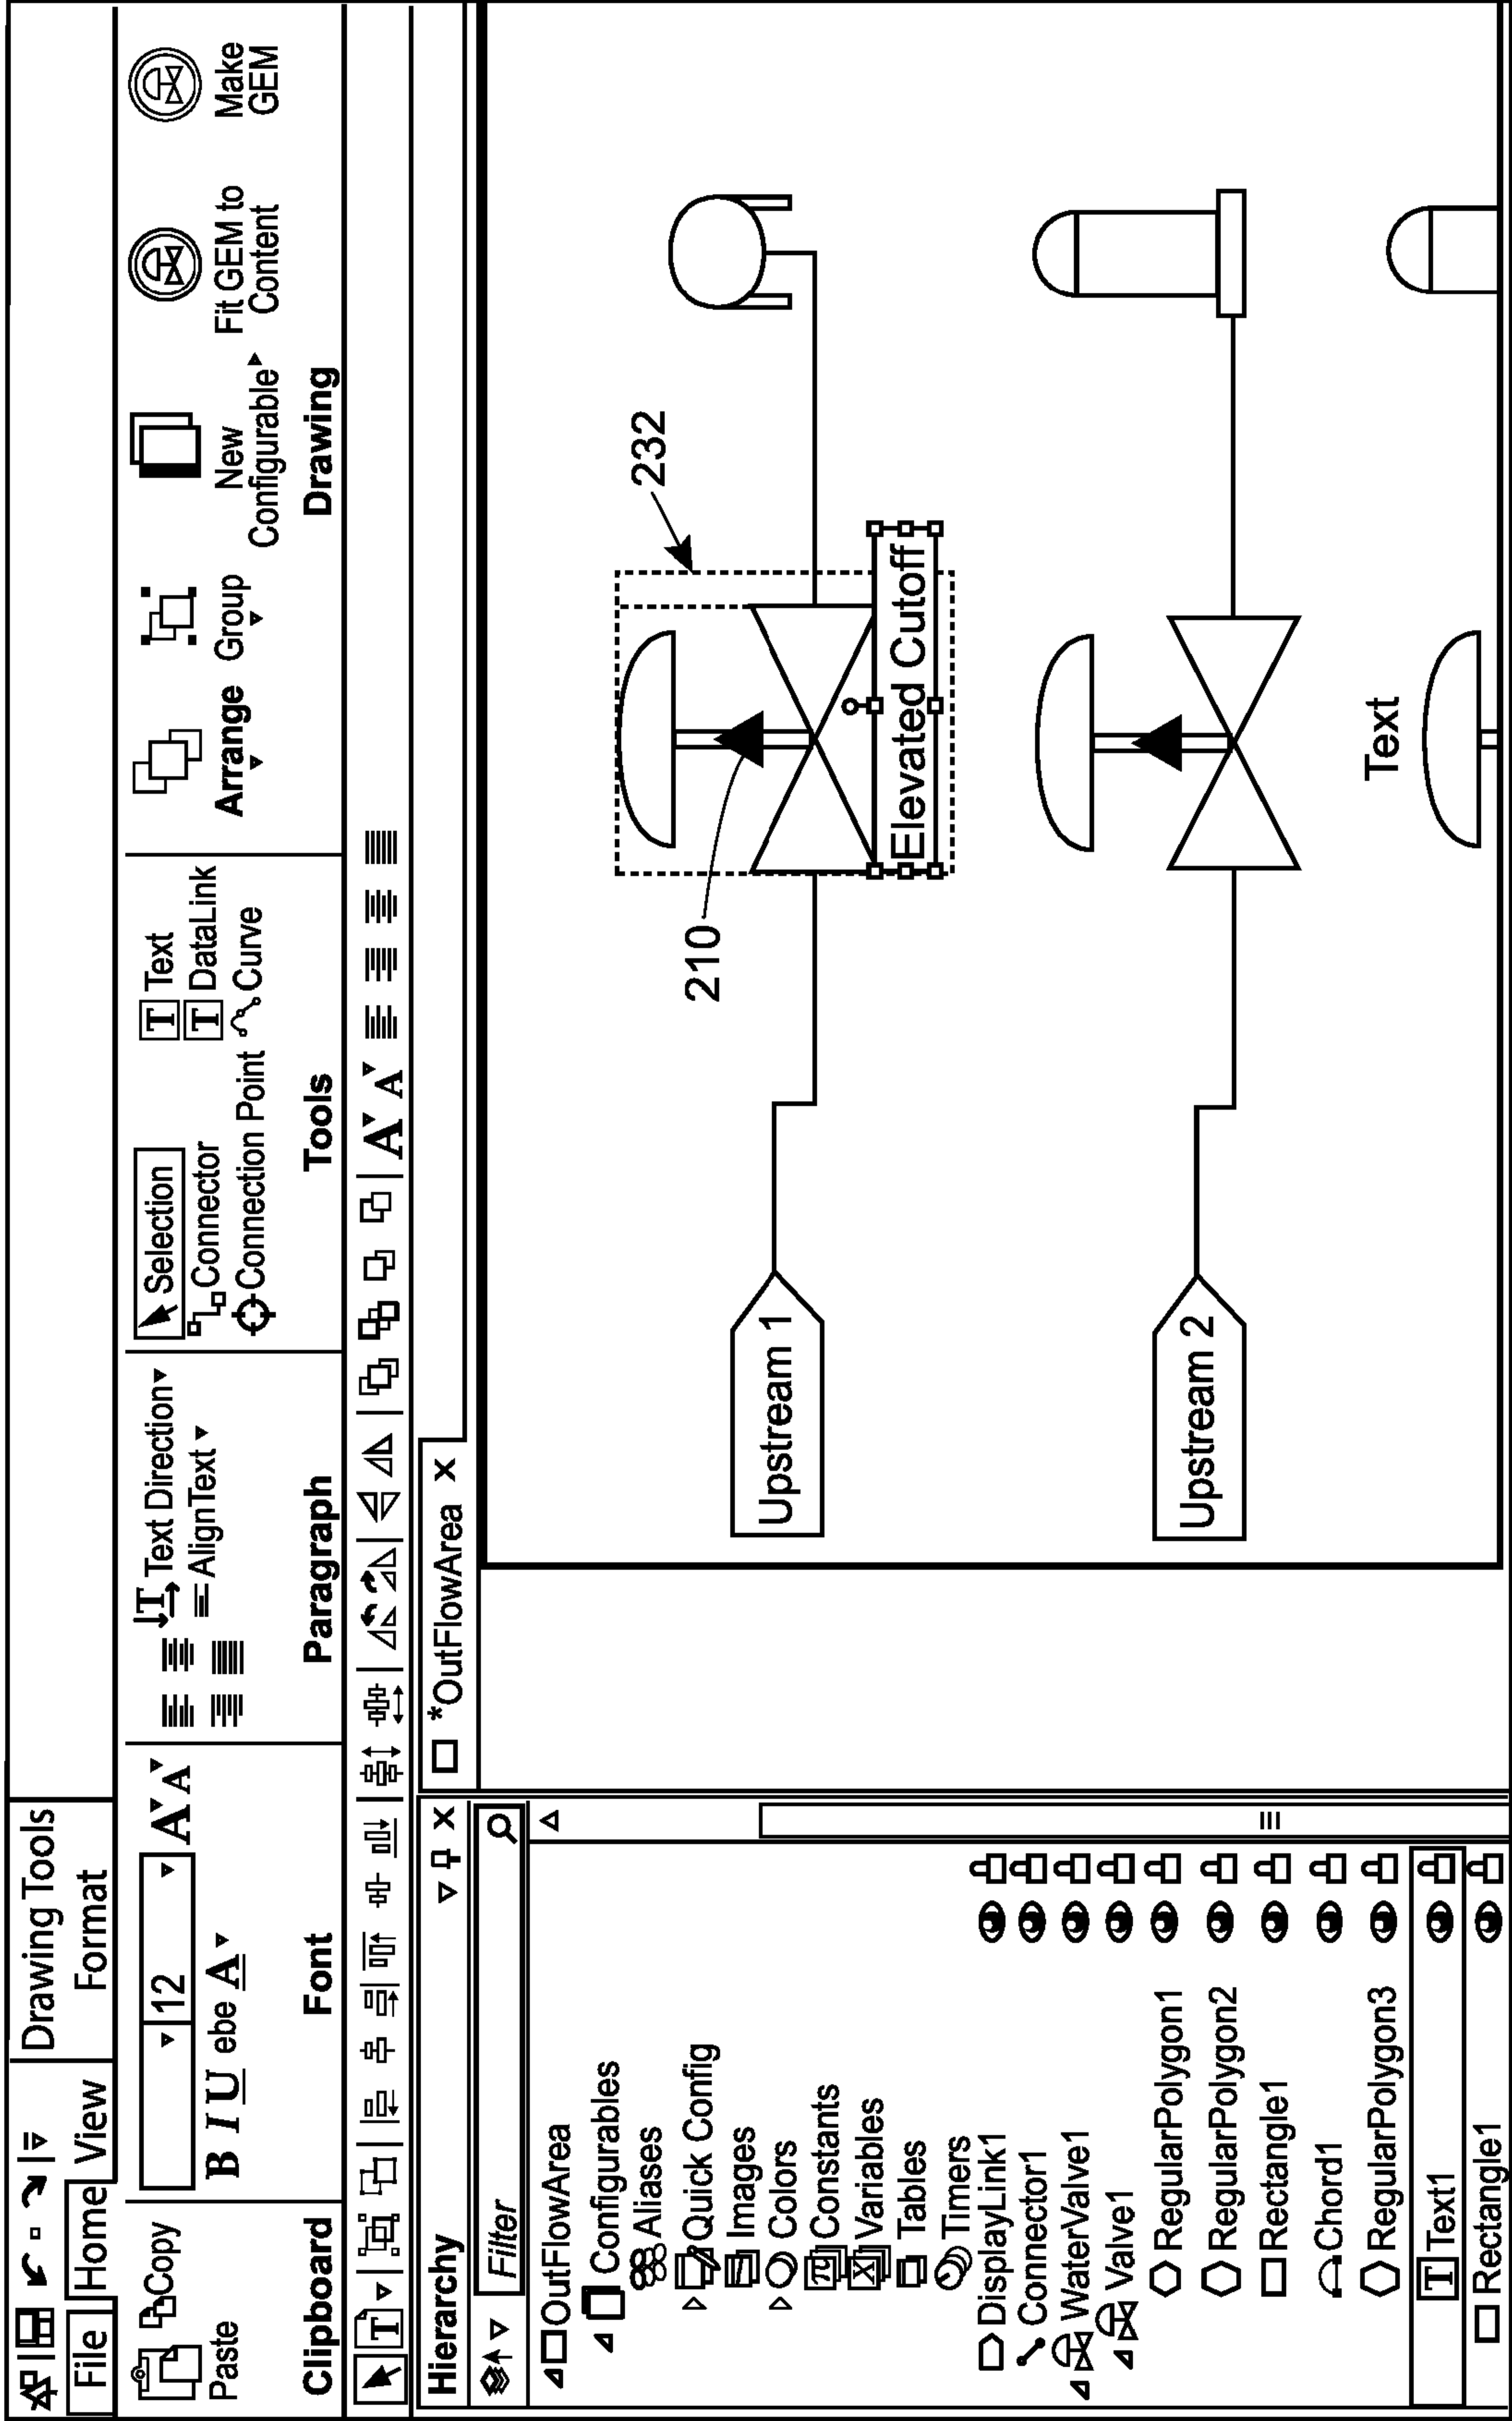 Drawing Tools
File Home View Format
Paste Copy
Clipboard
12 A A
B I U ebe A
Font
Text Direction
AlignText
Paragraph
Selection
Connector
Connection Point
Text
DataLink
Curve
Tools
Arrange
Group
New
Configurable
Fit GEM to
Content
Make
GEM
Drawing
T A A
Hierarchy X
Filter
OutFlowArea
Configurables
Aliases
Quick Config
Images
Colors
Constants
Variables
Tables
Timers
DisplayLink1
Connector1
WaterValve1
Valve1
RegularPolygon1
RegularPolygon2
Rectangle1
Chord1
RegularPolygon3
T Text1
Rectangle1
*OutFlowArea X
232
210
Upstream 1
Elevated Cutoff
Upstream 2
Text